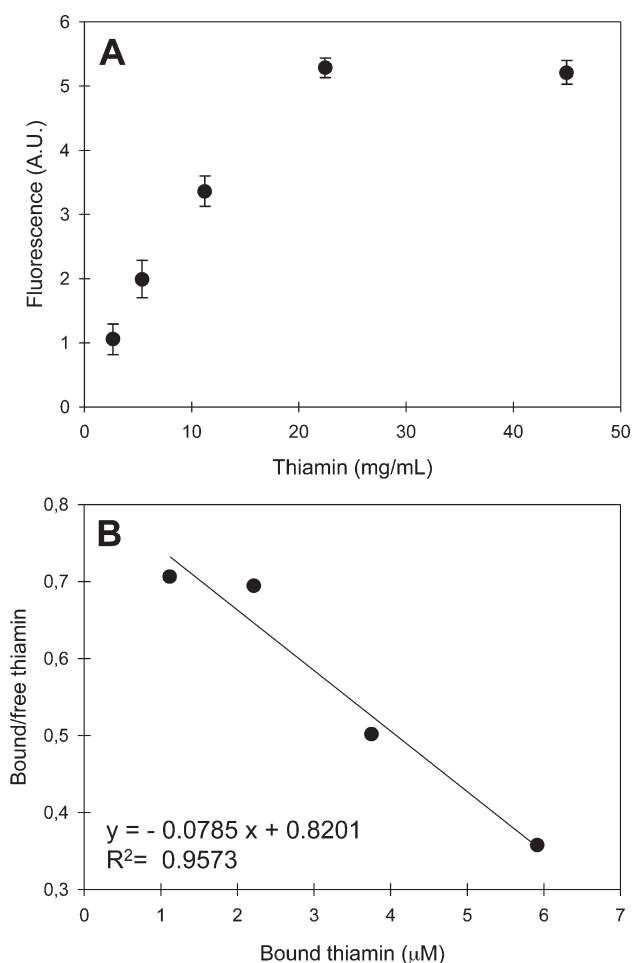 A
6
5
4
3
2
1
0
Fluorescence (A.U.)
0 10 20 30 40 50
Thiamin (mg/mL)
B
0,8
0,7
0,6
0,5
0,4
0,3
Bound/free thiamin
y = - 0.0785 x + 0.8201
R²= 0.9573
0 1 2 3 4 5 6 7
Bound thiamin (µM)